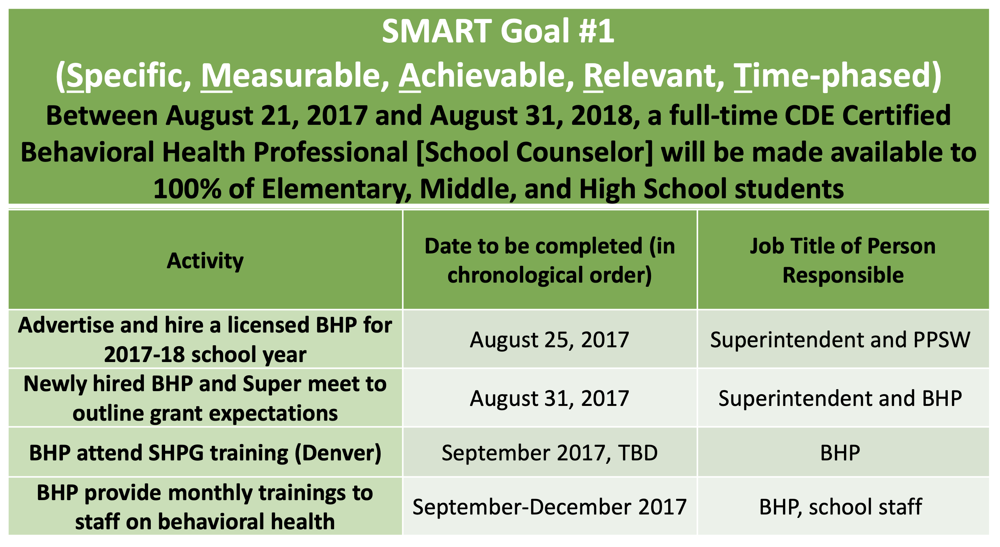 SMART Goal #1
(Specific, Measurable, Achievable, Relevant, Time-phased)
Between August 21, 2017 and August 31, 2018, a full-time CDE Certified
Behavioral Health Professional [School Counselor] will be made available to
100% of Elementary, Middle, and High School students
Activity
Date to be completed (in
chronological order)
Job Title of Person
Responsible
Advertise and hire a licensed BHP for
2017-18 school year
August 25, 2017
Superintendent and PPSW
Newly hired BHP and Super meet to
outline grant expectations
August 31, 2017
Superintendent and BHP
BHP attend SHPG training (Denver)
September 2017, TBD
BHP
BHP provide monthly trainings to
staff on behavioral health
September-December 2017
BHP, school staff